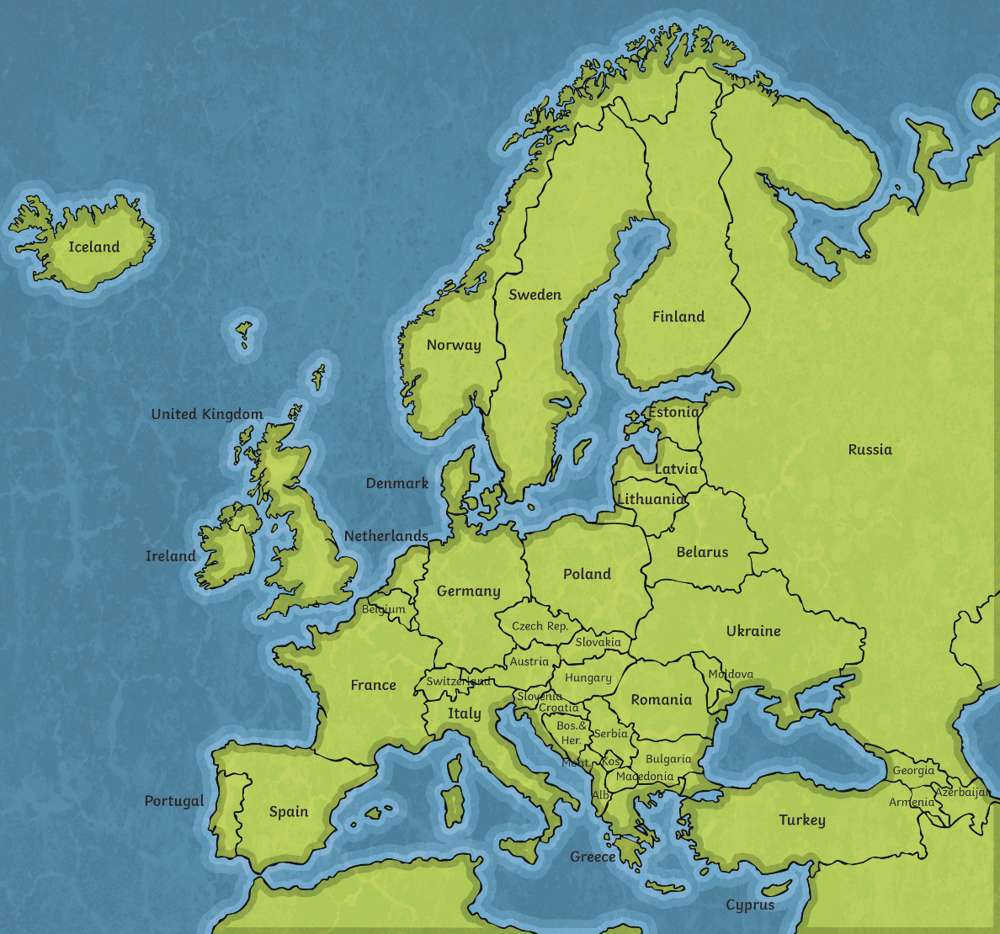 Iceland
Sweden
Finland
Norway
United Kingdom
Estonia
Russia
Latvia
Denmark
Lithuania
Netherlands
Belarus
Ireland
Poland
Germany
Belgium
Czech Rep.
Ukraine
Slovakia
Austria
Moldova
Switzerland
Hungary
France
Slovenia
Romania
Croatia
Italy
Bos.&
Her.
Serbia
Bulgaria
Mont.
Kos.
Georgia
Macedonia
Azerbaijan
Alb.
Portugal
Armenia
Spain
Turkey
Greece
Cyprus